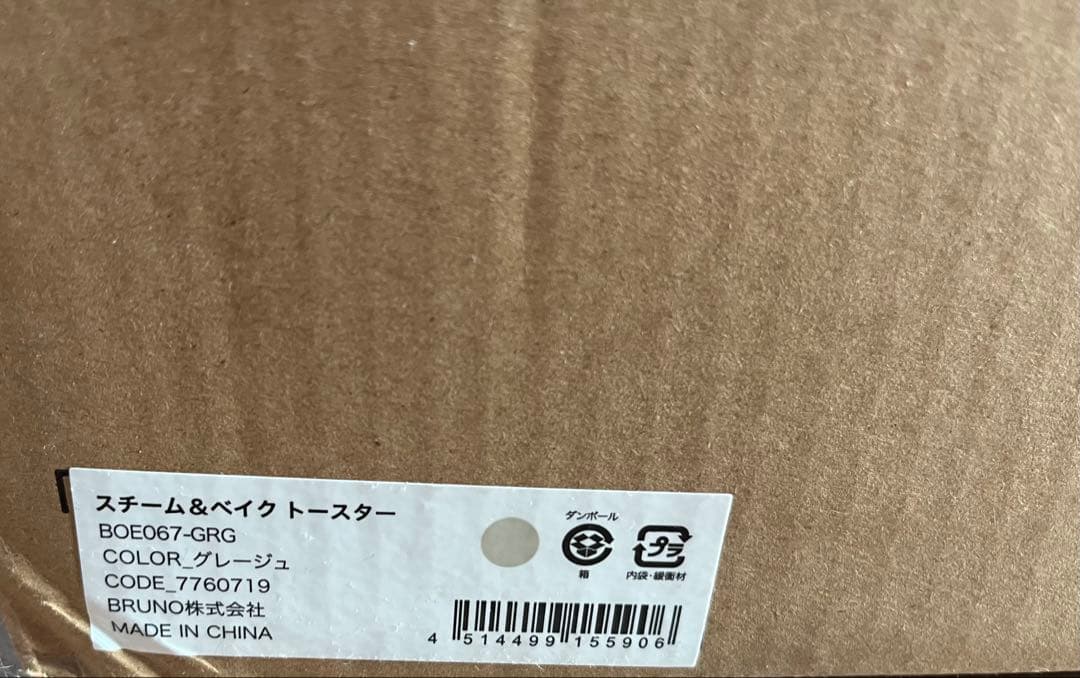 スチーム&ベイク トースター
BOE067-GRG
COLOR_グレージュ
CODE_7760719
BRUNO株式会社
MADE IN CHINA
ダンボール
箱
プラ
内袋・緩衝材
4 514499 155906